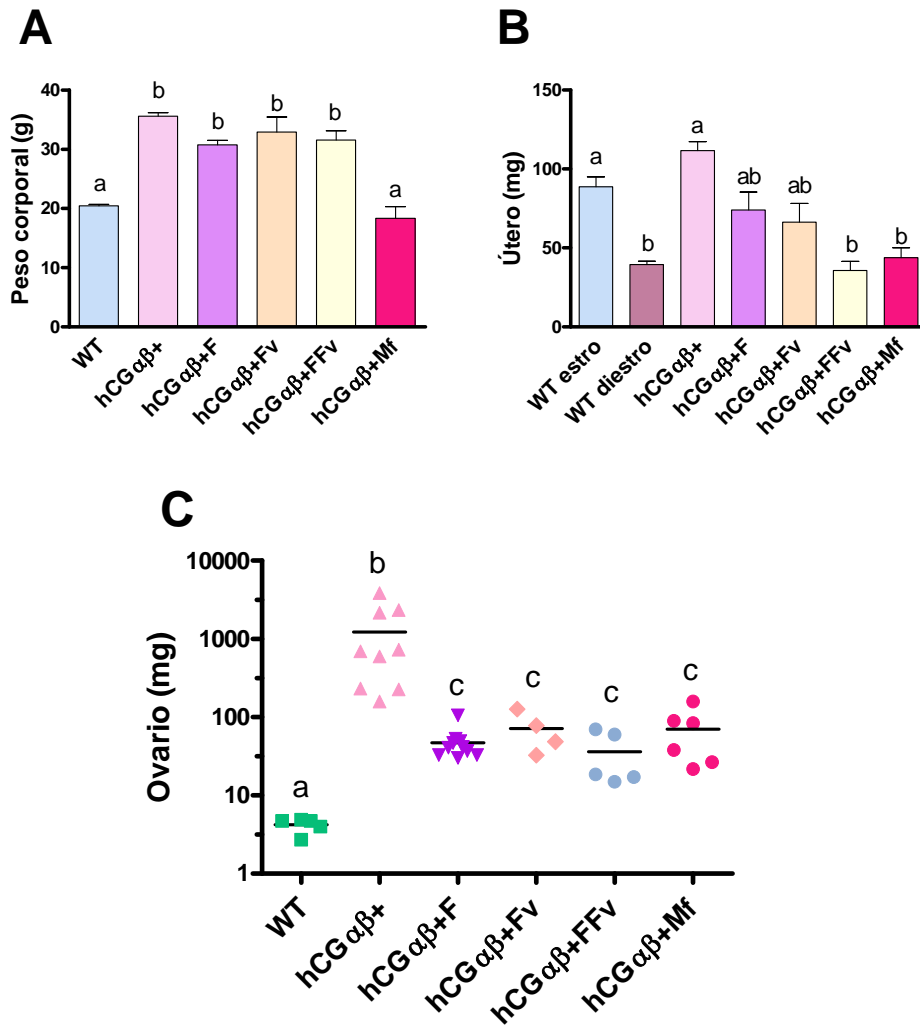 A
Peso corporal (g)
40
30
20
10
0
a
b
b
b
b
a
WT
hCGαβ+
hCGαβ+F
hCGαβ+Fv
hCGαβ+FFv
hCGαβ+Mf
B
Útero (mg)
150
100
50
0
a
b
a
ab
ab
b
b
WT estro
WT diestro
hCGαβ+
hCGαβ+F
hCGαβ+Fv
hCGαβ+FFv
hCGαβ+Mf
C
Ovario (mg)
10000
1000
100
10
1
a
b
c
c
c
c
WT
hCGαβ+
hCGαβ+F
hCGαβ+Fv
hCGαβ+FFv
hCGαβ+Mf